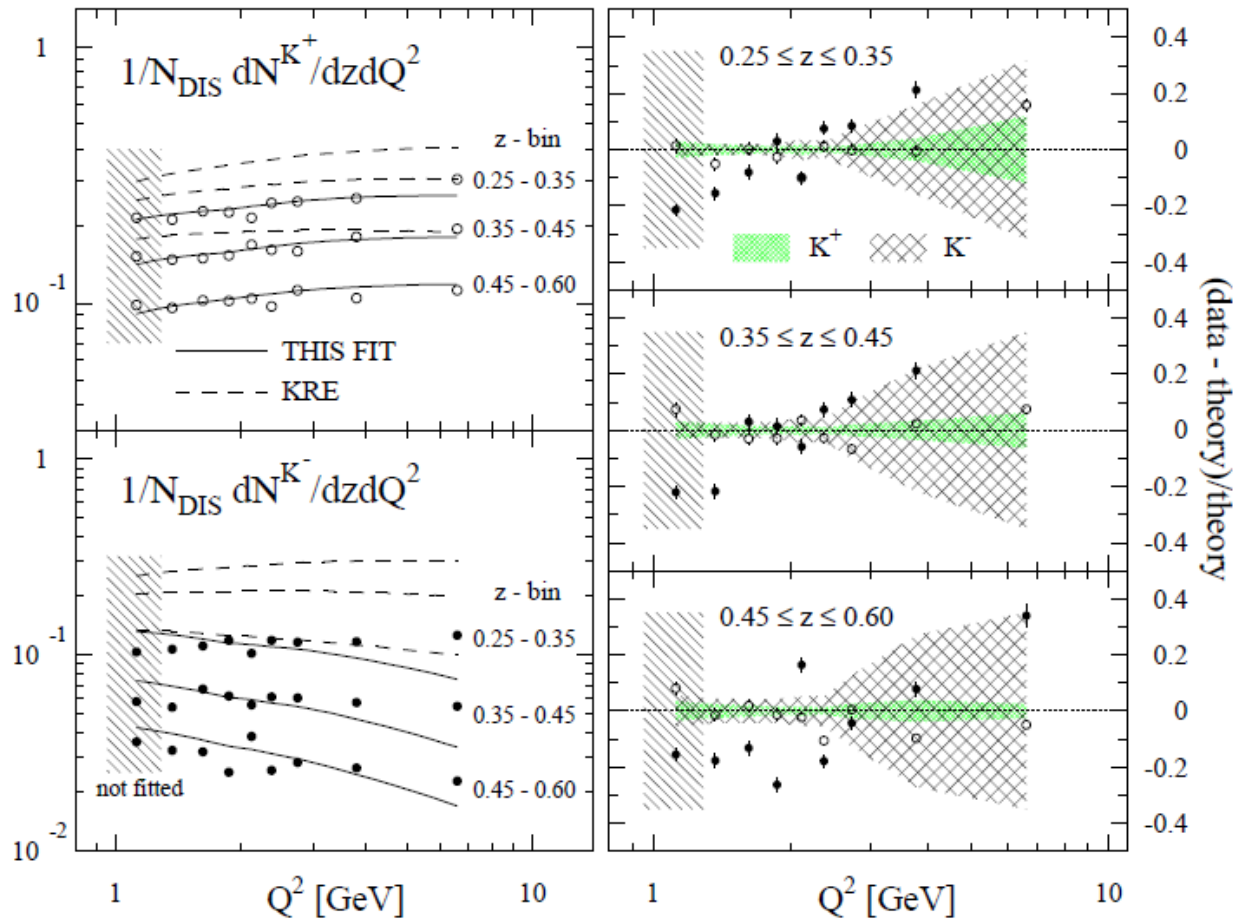 1
10^-1
1/N_DIS dN^K+/dzdQ^2
z - bin
0.25 - 0.35
0.35 - 0.45
0.45 - 0.60
THIS FIT
KRE
1
10^-1
10^-2
1/N_DIS dN^K-/dzdQ^2
z - bin
0.25 - 0.35
0.35 - 0.45
0.45 - 0.60
not fitted
1
10
Q^2 [GeV]
0.25 ≤ z ≤ 0.35
K^+
K^-
0.4
0.2
0
-0.2
-0.4
0.35 ≤ z ≤ 0.45
0.4
0.2
0
-0.2
-0.4
0.45 ≤ z ≤ 0.60
0.4
0.2
0
-0.2
-0.4
(data - theory)/theory
1
10
Q^2 [GeV]